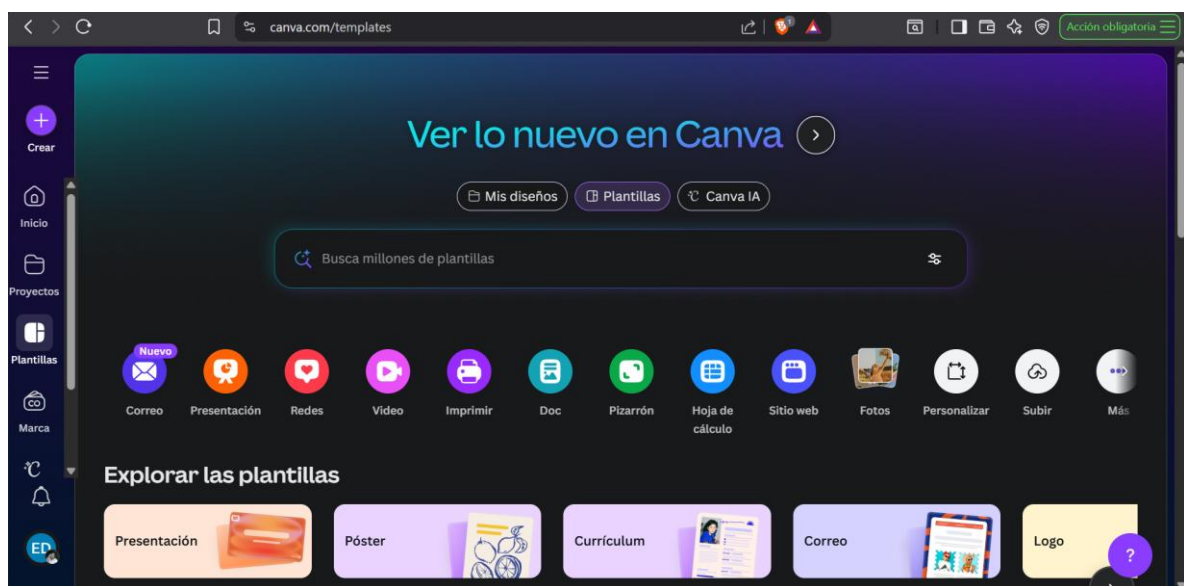 canva.com/templates
1
Acción obligatoria
Crear
Inicio
Proyectos
Plantillas
CO
Marca
ED
Ver lo nuevo en Canva
Mis diseños
Plantillas
Canva IA
Busca millones de plantillas
Nuevo
Correo
Presentación
Redes
Video
Imprimir
Doc
Pizarrón
Hoja de
cálculo
Sitio web
Fotos
Personalizar
Subir
Más
Explorar las plantillas
Presentación
Póster
Currículum
Correo
Logo
?